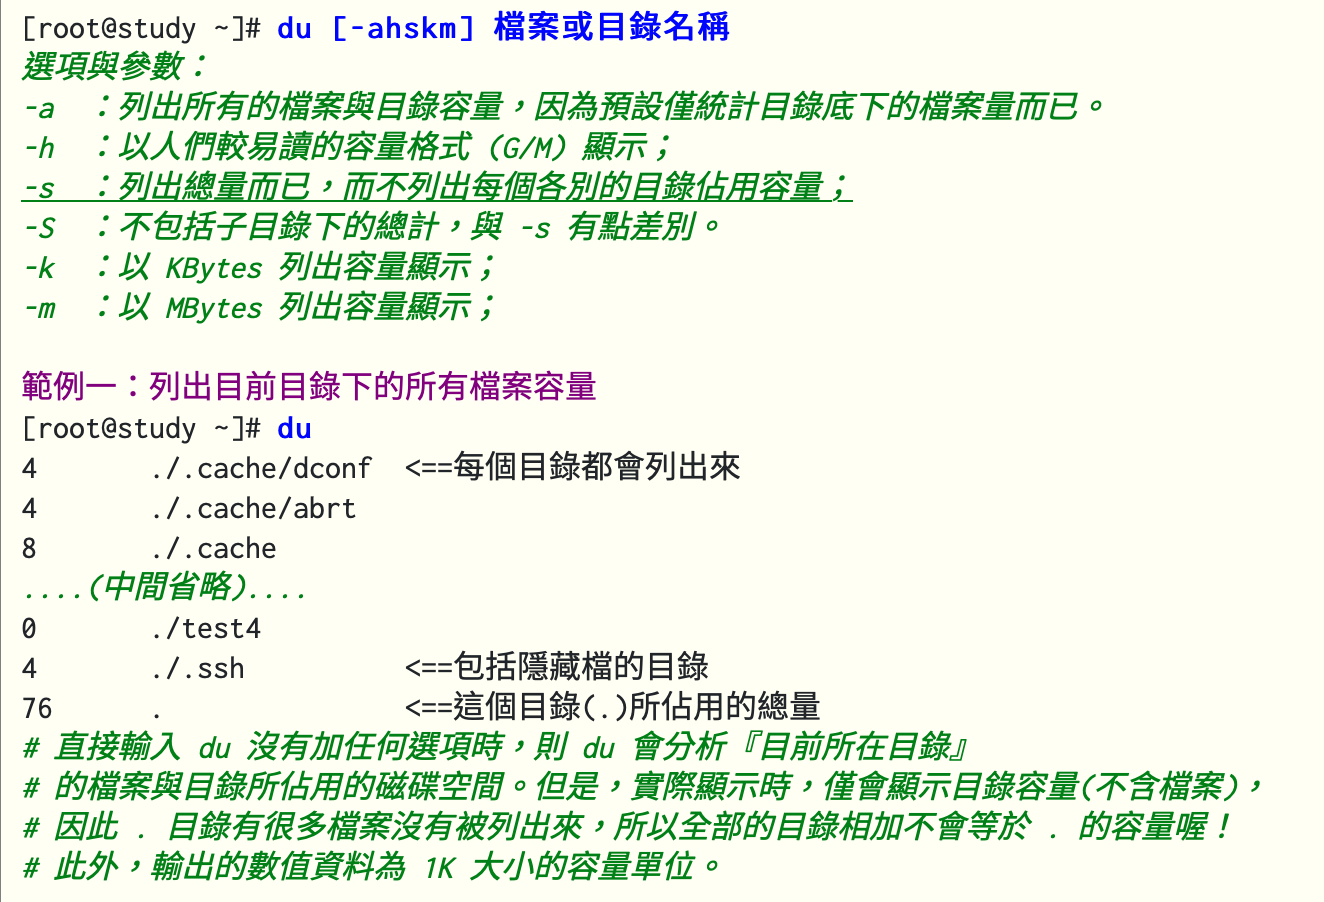 [root@study ~]# du [-ahskm] 檔案或目錄名稱
選項與參數：
-a  ：列出所有的檔案與目錄容量，因為預設僅統計目錄底下的檔案量而已。
-h  ：以人們較易讀的容量格式 (G/M) 顯示；
-s  ：列出總量而已，而不列出每個各別的目錄佔用容量；
-S  ：不包括子目錄下的總計，與 -s 有點差別。
-k  ：以 KBytes 列出容量顯示；
-m  ：以 MBytes 列出容量顯示；
範例一：列出目前目錄下的所有檔案容量
[root@study ~]# du
4       ./.cache/dconf  <==每個目錄都會列出來
4       ./.cache/abrt
8       ./.cache
....(中間省略)....
0       ./test4
4       ./.ssh          <==包括隱藏檔的目錄
76      .               <==這個目錄(.)所佔用的總量
# 直接輸入 du 沒有加任何選項時，則 du 會分析『目前所在目錄』
# 的檔案與目錄所佔用的磁碟空間。但是，實際顯示時，僅會顯示目錄容量(不含檔案)，
# 因此 . 目錄有很多檔案沒有被列出來，所以全部的目錄相加不會等於 . 的容量喔！
# 此外，輸出的數值資料為 1K 大小的容量單位。